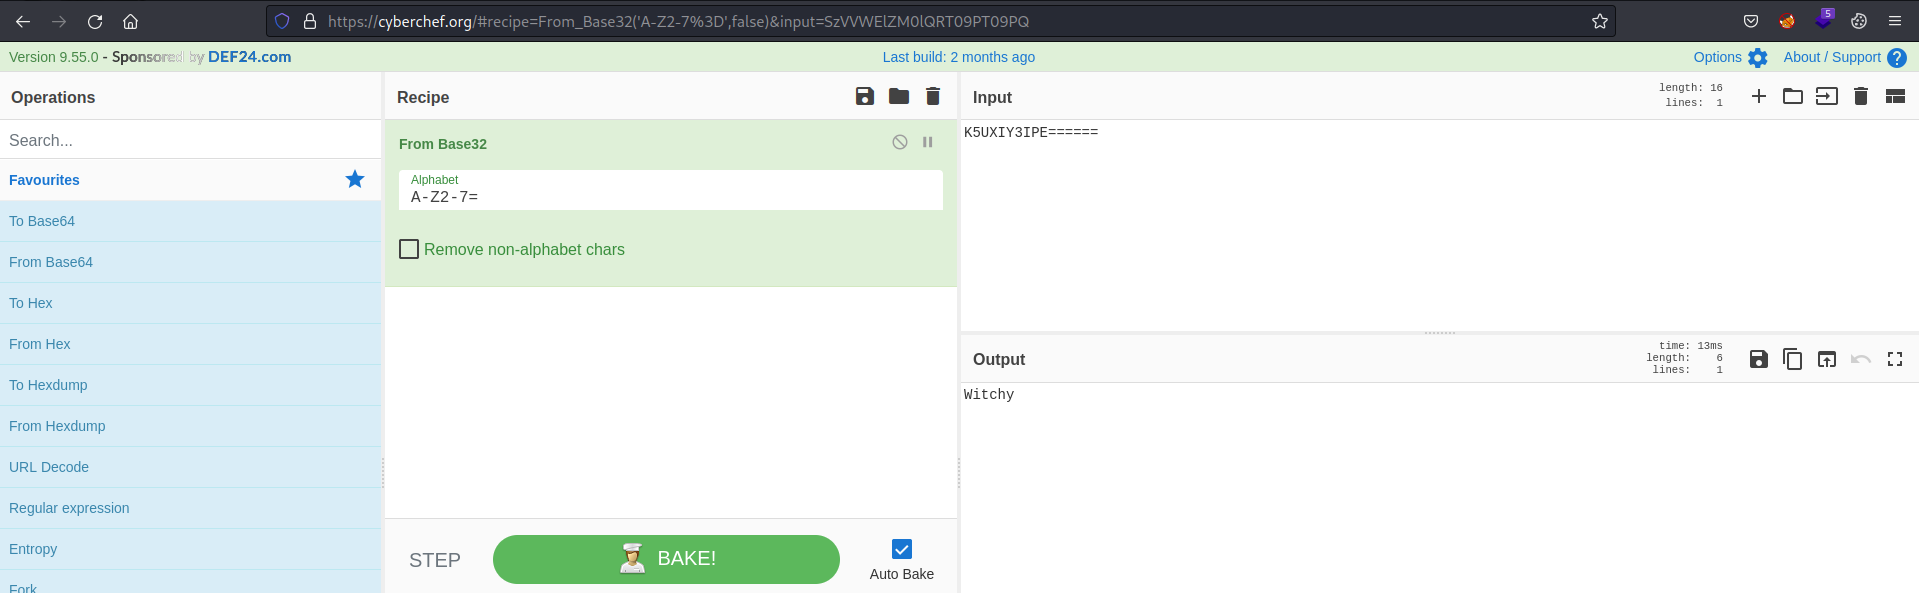 https://cyberchef.org/#recipe=From_Base32('A-Z2-7%3D',false)&input=SzVVWElZM0lQRT09PT09PQ
5
Version 9.55.0 - Sponsored by DEF24.com
Last build: 2 months ago
Options
About / Support
Operations
Search...
Favourites
To Base64
From Base64
To Hex
From Hex
To Hexdump
From Hexdump
URL Decode
Regular expression
Entropy
Fork
Recipe
From Base32
Alphabet
A-Z2-7=
Remove non-alphabet chars
STEP
BAKE!
Auto Bake
Input
length: 16
lines: 1
K5UXIY3IPE======
Output
time: 13ms
length: 6
lines: 1
Witchy